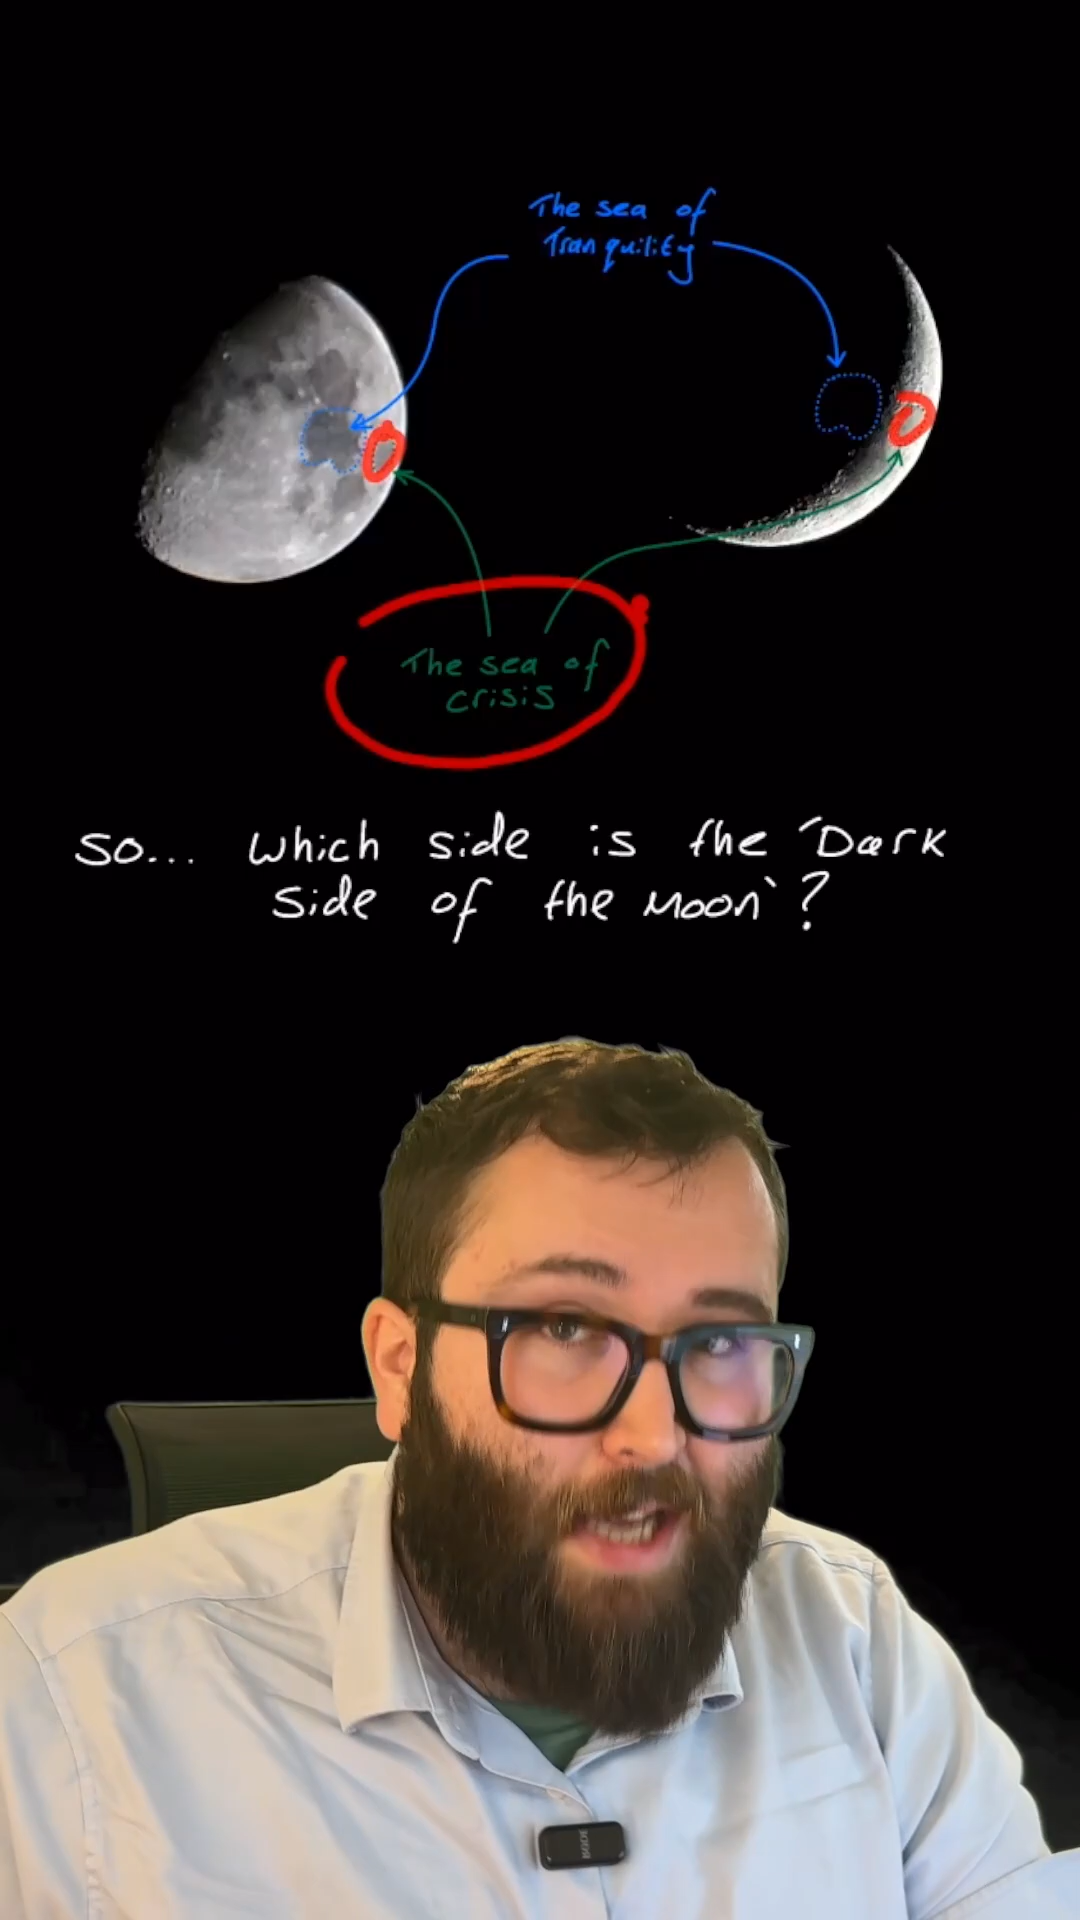 The sea of
Tranquility
The sea of
crisis
So... which side is the 'Dark
side of the Moon'?